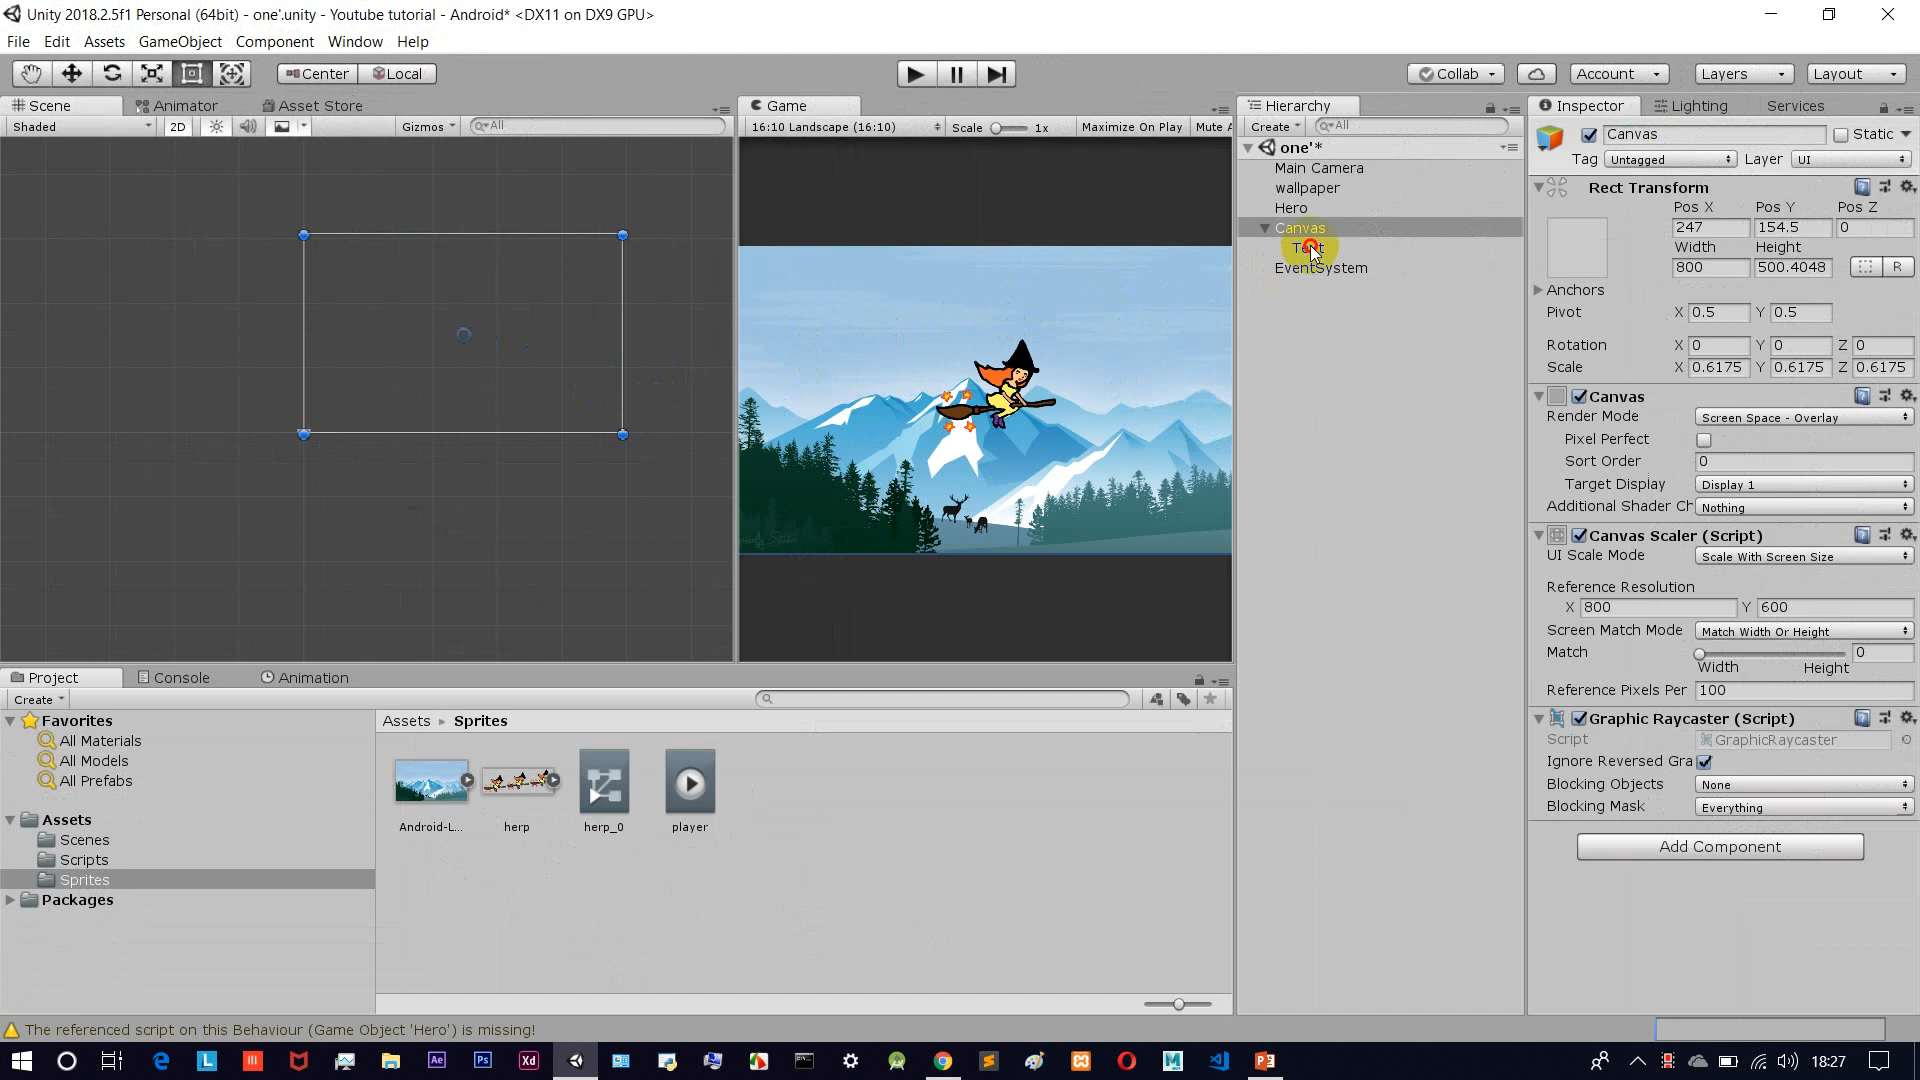 Unity 2018.2.5f1 Personal (64bit) - one'.unity - Youtube tutorial - Android* <DX11 on DX9 GPU>
File Edit Assets GameObject Component Window Help
Center Local Collab Account Layers Layout
Scene Animator Asset Store Game Hierarchy Inspector Lighting Services
Shaded 2D Gizmos All 16:10 Landscape (16:10) Scale 1x Maximize On Play Mute A Create All
Canvas Static
one'*
Tag Untagged Layer UI
Main Camera
wallpaper
Hero
Canvas
EventSystem
Rect Transform
Pos X Pos Y Pos Z
247 154.5 0
Width Height
800 500.4048 R
Anchors
Pivot X 0.5 Y 0.5
Rotation X 0 Y 0 Z 0
Scale X 0.6175 Y 0.6175 Z 0.6175
Canvas
Render Mode Screen Space - Overlay
Pixel Perfect
Sort Order 0
Target Display Display 1
Additional Shader Ch Nothing
Canvas Scaler (Script)
UI Scale Mode Scale With Screen Size
Reference Resolution
X 800 Y 600
Screen Match Mode Match Width Or Height
Match 0
Width Height
Reference Pixels Per 100
Graphic Raycaster (Script)
Script GraphicRaycaster
Ignore Reversed Gra
Blocking Objects None
Blocking Mask Everything
Add Component
Project Console Animation
Create
Favorites
All Materials
All Models
All Prefabs
Assets
Scenes
Scripts
Sprites
Packages
Assets Sprites
Android-L... herp herp_0 player
The referenced script on this Behaviour (Game Object 'Hero') is missing!
Ae Ps Xd 18:27